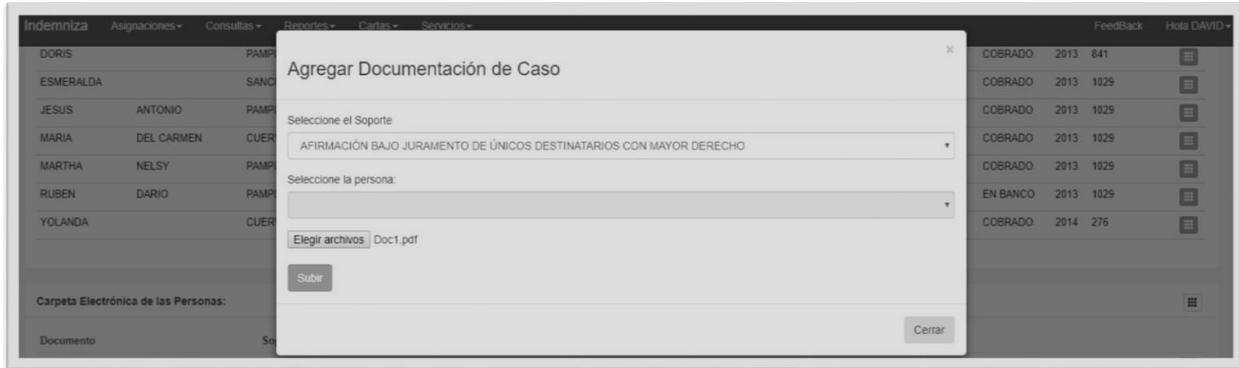 Indemniza Asignaciones Consultas Reportes Cartas Servicios FeedBack Hola DAVID
Agregar Documentación de Caso
×
DORIS COBRADO 2013 841
ESMERALDA COBRADO 2013 1029
JESUS ANTONIO COBRADO 2013 1029
Seleccione el Soporte
MARIA DEL CARMEN COBRADO 2013 1029
AFIRMACIÓN BAJO JURAMENTO DE ÚNICOS DESTINATARIOS CON MAYOR DERECHO
MARTHA NELSY COBRADO 2013 1029
Seleccione la persona:
RUBEN DARIO EN BANCO 2013 1029
YOLANDA COBRADO 2014 276
Elegir archivos Doc1.pdf
Subir
Carpeta Electrónica de las Personas:
Cerrar
Documento